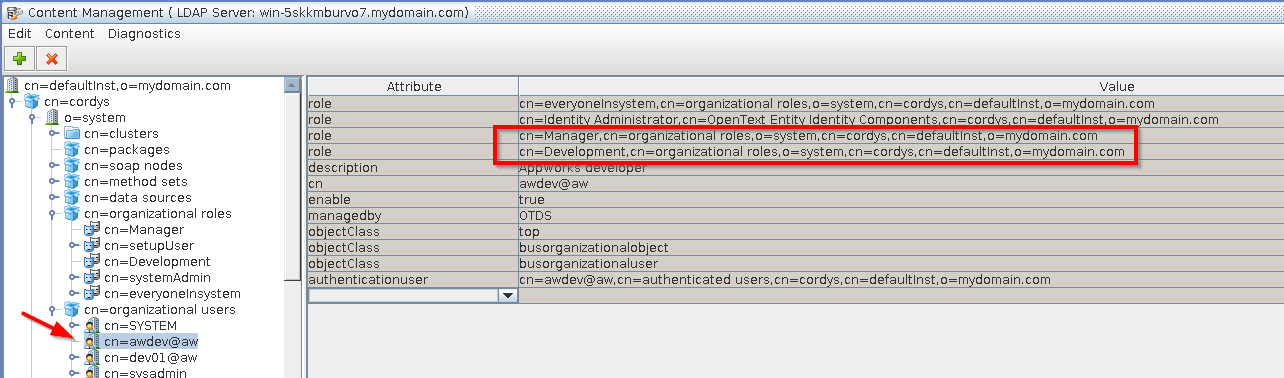 Content Management ( LDAP Server: win-5skkmburvo7.mydomain.com)
Edit Content Diagnostics
cn=defaultInst,o=mydomain.com
cn=cordys
o=system
cn=clusters
cn=packages
cn=soap nodes
cn=method sets
cn=data sources
cn=organizational roles
cn=Manager
cn=setupUser
cn=Development
cn=systemAdmin
cn=everyoneInsystem
cn=organizational users
cn=SYSTEM
cn=awdev@aw
cn=dev01@aw
cn=sysadmin
Attribute Value
role cn=everyoneInsystem,cn=organizational roles,o=system,cn=cordys,cn=defaultInst,o=mydomain.com
role cn=Identity Administrator,cn=OpenText Entity Identity Components,cn=cordys,cn=defaultInst,o=mydomain.com
role cn=Manager,cn=organizational roles,o=system,cn=cordys,cn=defaultInst,o=mydomain.com
role cn=Development,cn=organizational roles,o=system,cn=cordys,cn=defaultInst,o=mydomain.com
description Appworks developer
cn awdev@aw
enable true
managedby OTDS
objectClass top
objectClass busorganizationalobject
objectClass busorganizationaluser
authenticationuser cn=awdev@aw,cn=authenticated users,cn=cordys,cn=defaultInst,o=mydomain.com